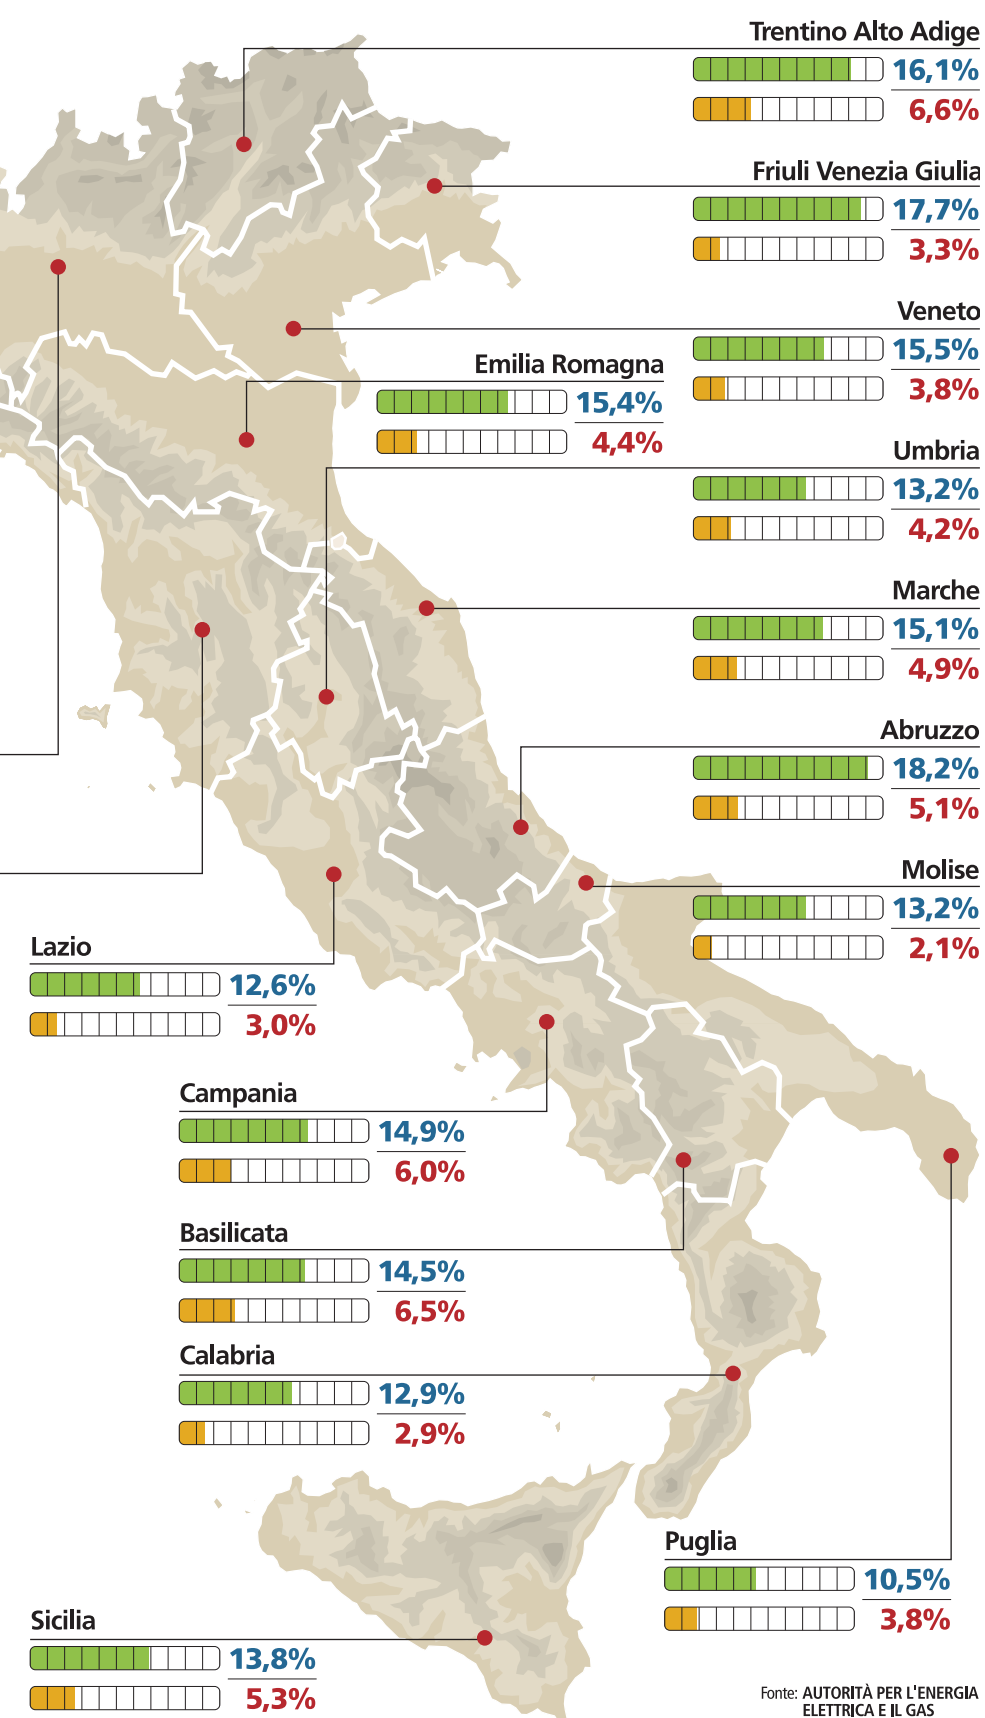 Trentino Alto Adige
16,1%
6,6%
Friuli Venezia Giulia
17,7%
3,3%
Veneto
15,5%
3,8%
Emilia Romagna
15,4%
4,4%
Umbria
13,2%
4,2%
Marche
15,1%
4,9%
Abruzzo
18,2%
5,1%
Molise
13,2%
2,1%
Lazio
12,6%
3,0%
Campania
14,9%
6,0%
Basilicata
14,5%
6,5%
Calabria
12,9%
2,9%
Puglia
10,5%
3,8%
Sicilia
13,8%
5,3%
Fonte: AUTORITÀ PER L'ENERGIA
ELETTRICA E IL GAS